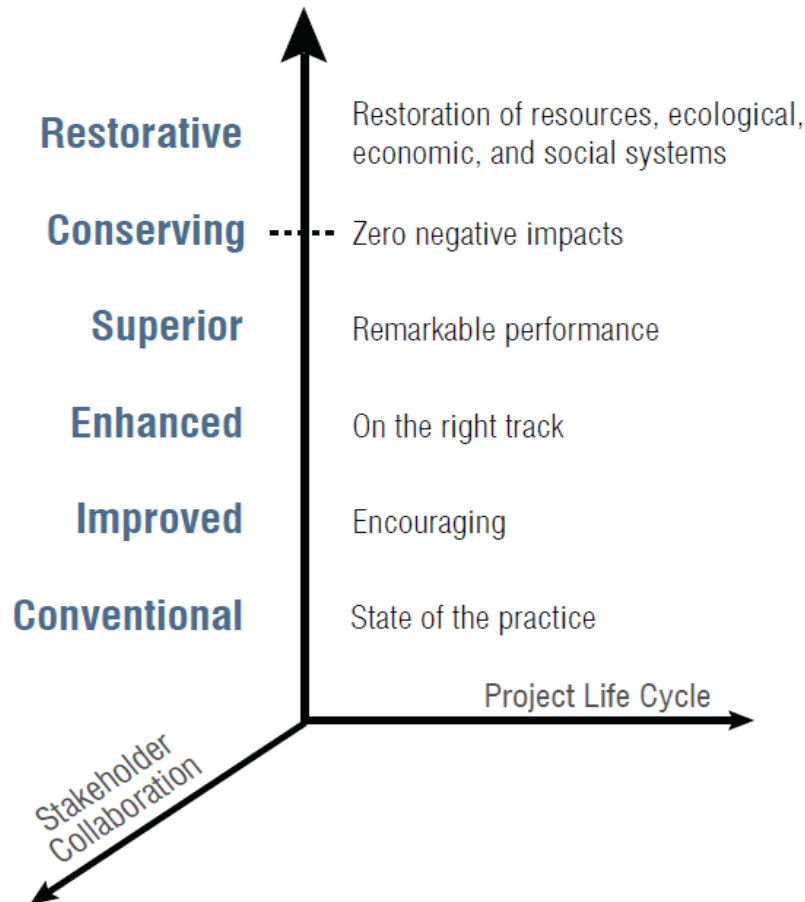 Restorative
Restoration of resources, ecological,
economic, and social systems
Conserving
Zero negative impacts
Superior
Remarkable performance
Enhanced
On the right track
Improved
Encouraging
Conventional
State of the practice
Project Life Cycle
Stakeholder
Collaboration